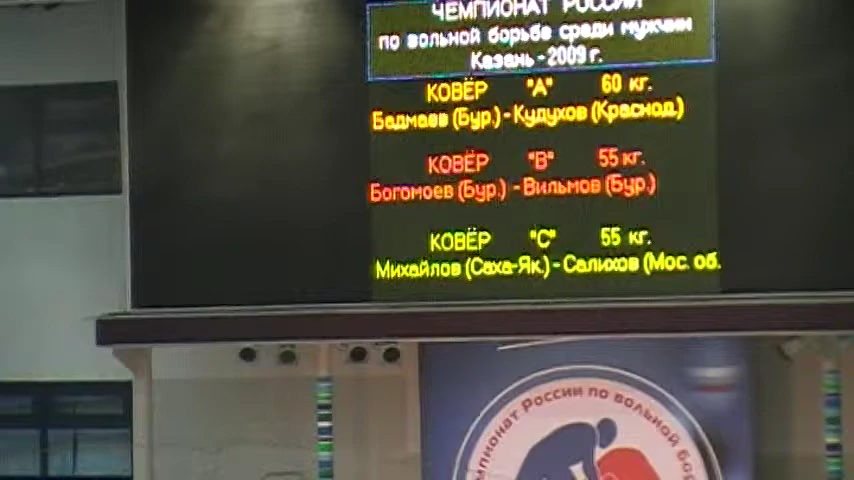 ЧЕМПИОНАТ РОССИИ
по вольной борьбе среди мужчин
Казань - 2009 г.
КОВЁР "А" 60 кг.
Бадмаев (Бур.) - Кудухов (Краснод.)
КОВЁР "В" 55 кг.
Богомоев (Бур.) - Вильмов (Бур.)
КОВЁР "С" 55 кг.
Михайлов (Саха-Як.) - Салихов (Мос. об.
мпионат России по вольной бор